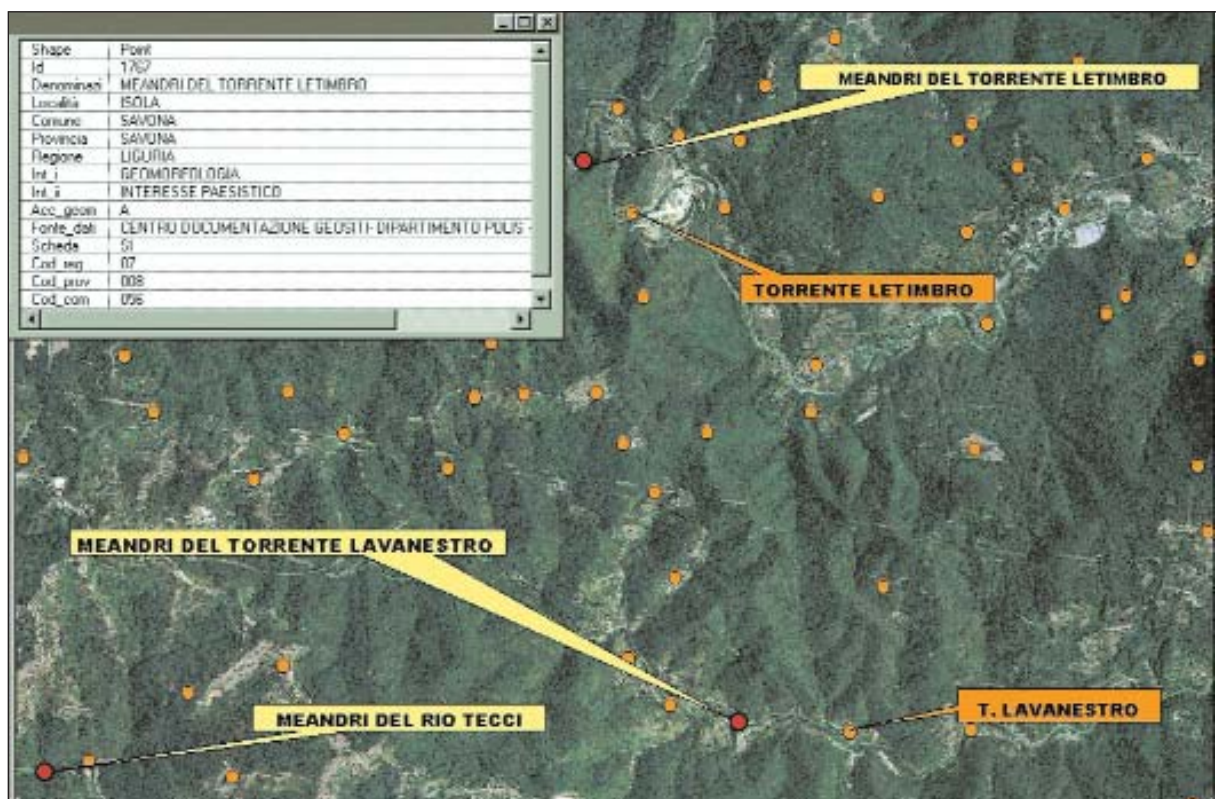 Shape Point
Id 1767
Denominazi MEANDRI DEL TORRENTE LETIMBRO
Località ISOLA
Comune SAVONA
Provincia SAVONA
Regione LIGURIA
Int_i GEOMORFOLOGIA
Int_ii INTERESSE PAESISTICO
Acc_geom A
Fonte_dati CENTRO DOCUMENTAZIONE GEOSITI- DIPARTIMENTO POLIS -
Scheda SI
Cod_reg 07
Cod_prov 008
Cod_com 056
MEANDRI DEL TORRENTE LETIMBRO
TORRENTE LETIMBRO
MEANDRI DEL TORRENTE LAVANESTRO
T. LAVANESTRO
MEANDRI DEL RIO TECCI